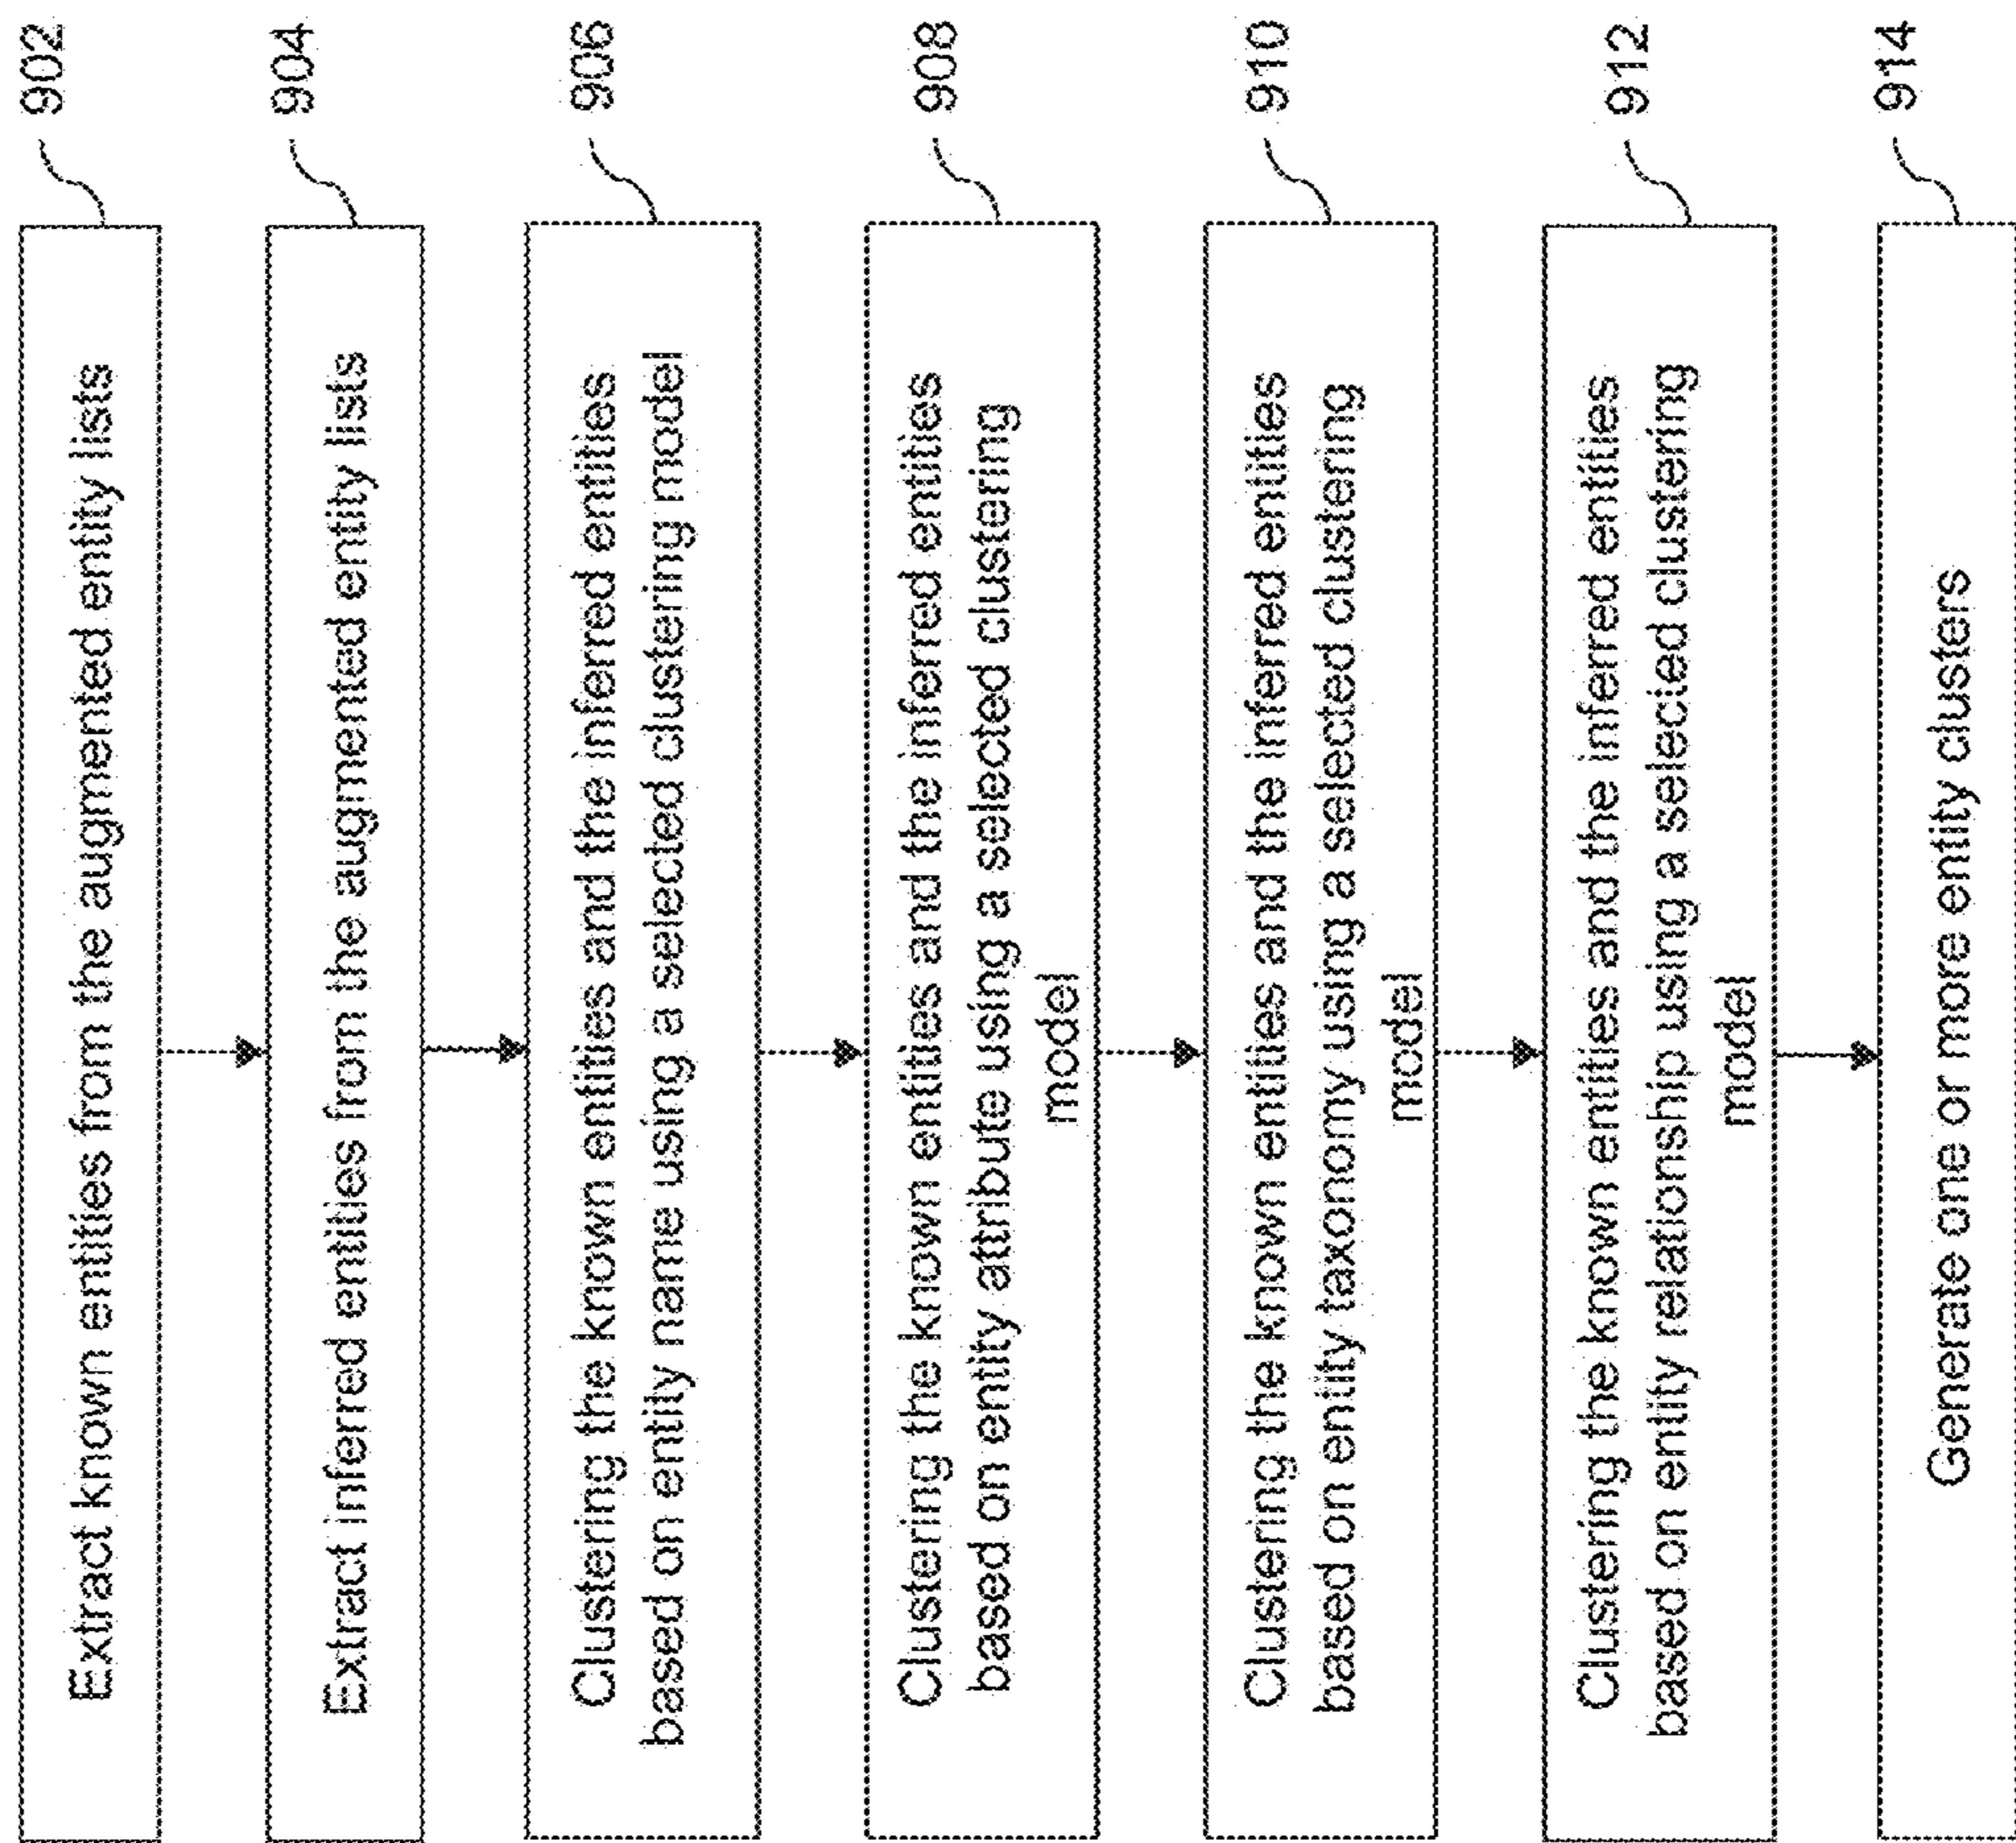 902
Extract known entities from the augmented entity lists
904
Extract inferred entities from the augmented entity lists
906
Clustering the known entities and the inferred entities
based on entity name using a selected clustering model
908
Clustering the known entities and the inferred entities
based on entity attribute using a selected clustering
model
910
Clustering the known entities and the inferred entities
based on entity taxonomy using a selected clustering
model
912
Clustering the known entities and the inferred entities
based on entity relationship using a selected clustering
model
914
Generate one or more entity clusters